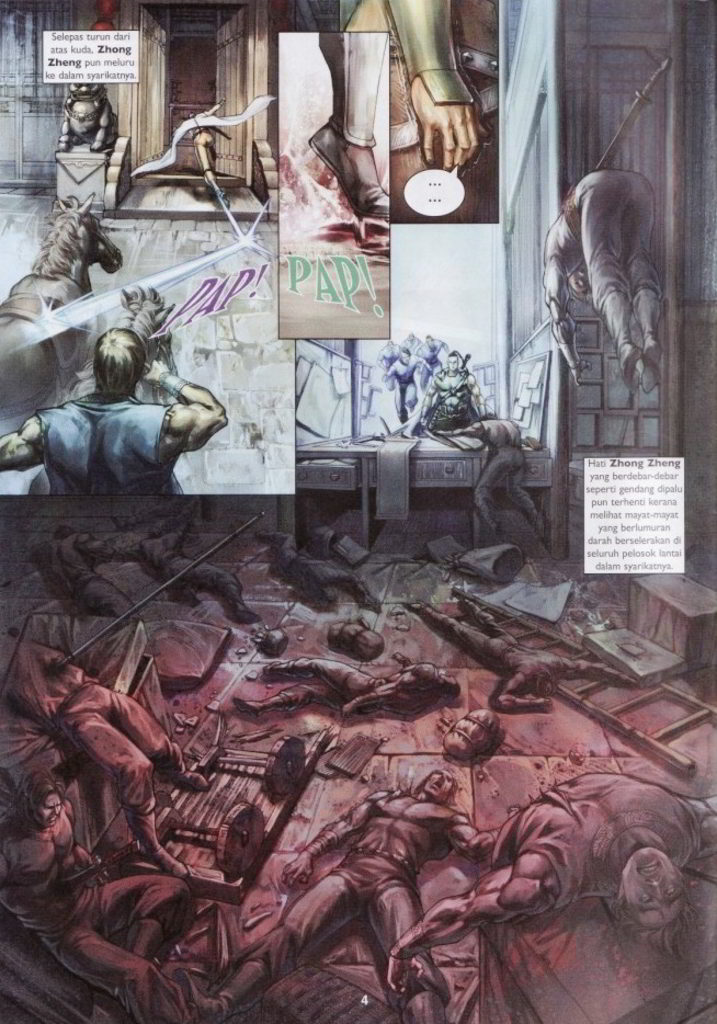 Selepas turun dari
atas kuda, Zhong
Zheng pun meluru
ke dalam syarikatnya.
...
...
PAP!
PAP!
Hati Zhong Zheng
yang berdebar-debar
seperti gendang dipalu
pun terhenti kerana
melihat mayat-mayat
yang berlumuran
darah berselerakan di
seluruh pelosok lantai
dalam syarikatnya.
4